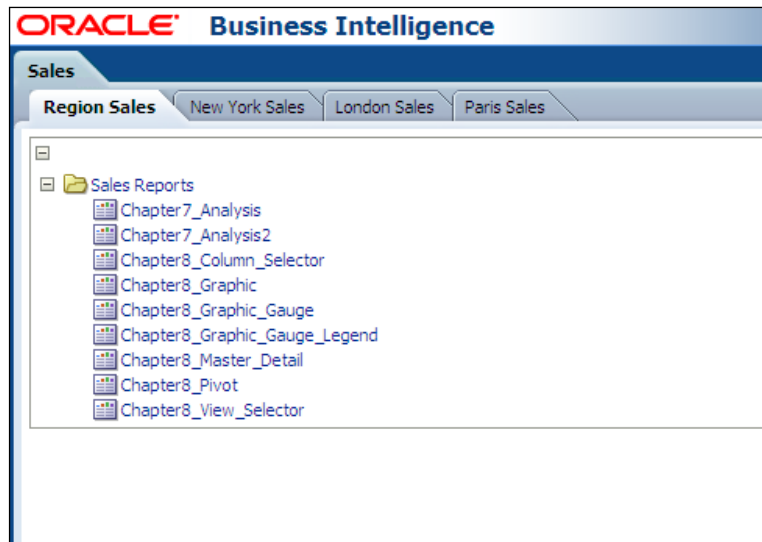 ORACLE Business Intelligence
Sales
Region Sales New York Sales London Sales Paris Sales
Sales Reports
Chapter7_Analysis
Chapter7_Analysis2
Chapter8_Column_Selector
Chapter8_Graphic
Chapter8_Graphic_Gauge
Chapter8_Graphic_Gauge_Legend
Chapter8_Master_Detail
Chapter8_Pivot
Chapter8_View_Selector